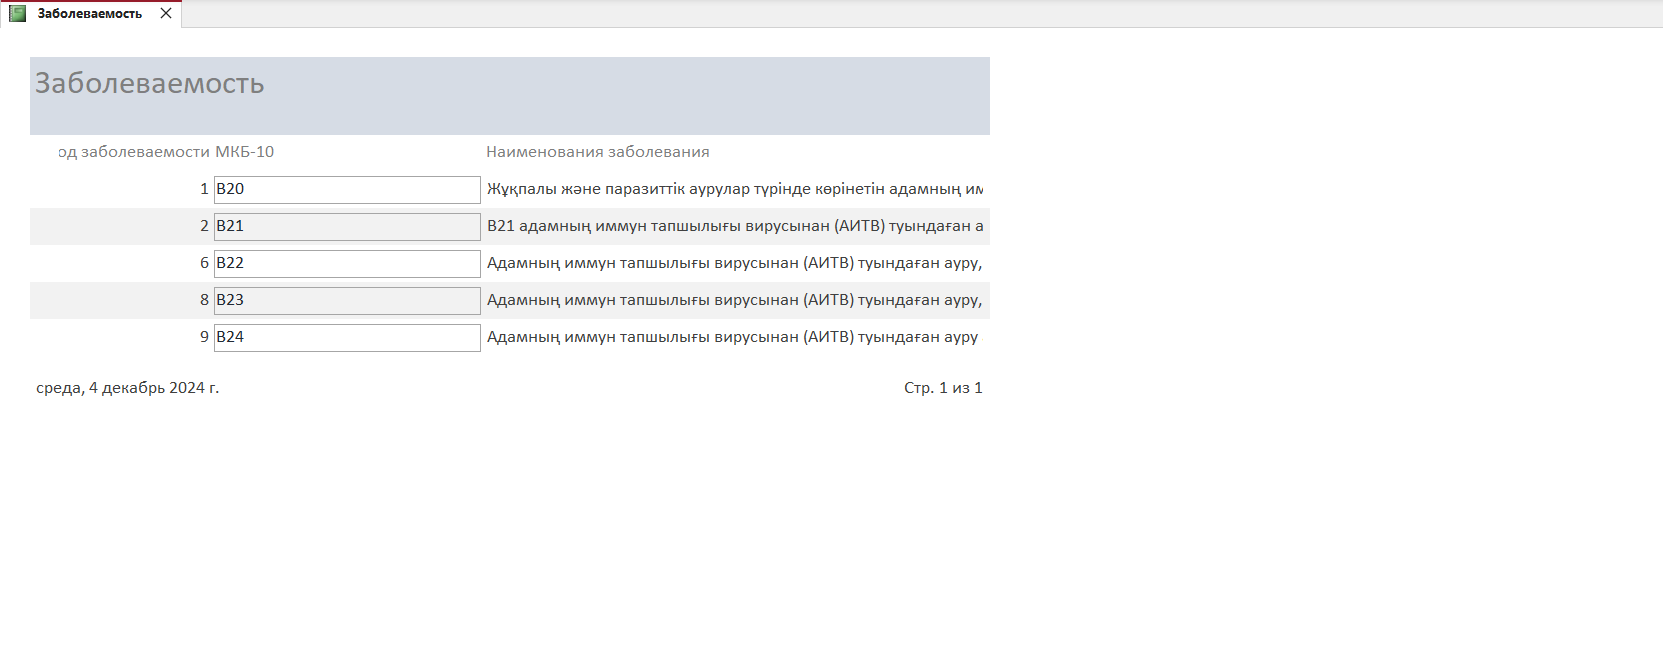 Заболеваемость
Заболеваемость
од заболеваемости МКБ-10 Наименования заболевания
1 B20 Жұқпалы және паразиттік аурулар түрінде көрінетін адамның им
2 B21 B21 адамның иммун тапшылығы вирусынан (АИТВ) туындаған а
6 B22 Адамның иммун тапшылығы вирусынан (АИТВ) туындаған ауру,
8 B23 Адамның иммун тапшылығы вирусынан (АИТВ) туындаған ауру,
9 B24 Адамның иммун тапшылығы вирусынан (АИТВ) туындаған ауру
среда, 4 декабрь 2024 г. Стр. 1 из 1